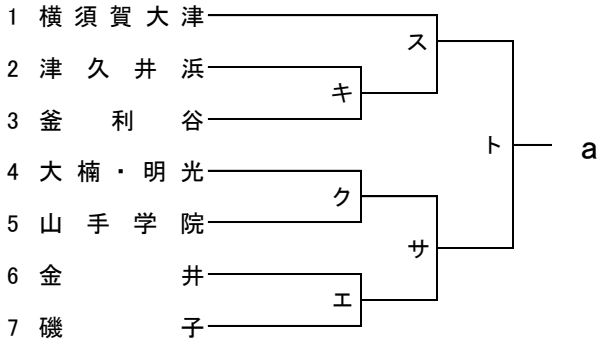 1 横須賀大津
ス
2 津久井浜
キ
3 釜利谷
ト a
4 大楠・明光
ク
5 山手学院
サ
6 金井
エ
7 磯子